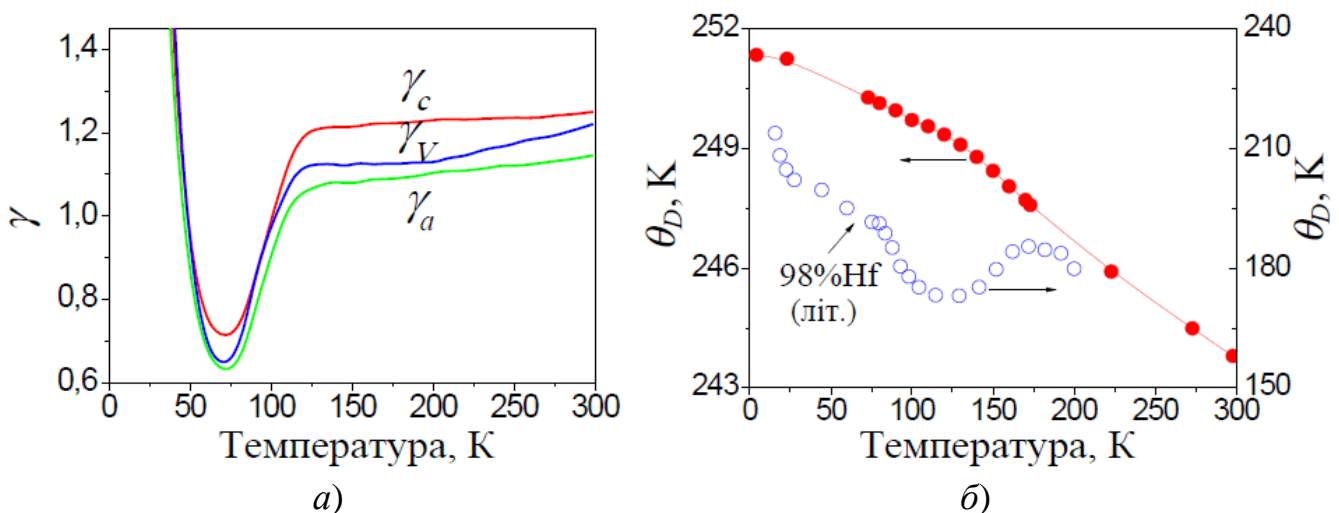 1,4
1,2
1,0
0,8
0,6
γ
γc
γV
γa
0 50 100 150 200 250 300
Температура, К
а)
252
249
246
243
θD, К
98%Hf
(літ.)
240
210
180
150
θD, К
0 50 100 150 200 250 300
Температура, К
б)